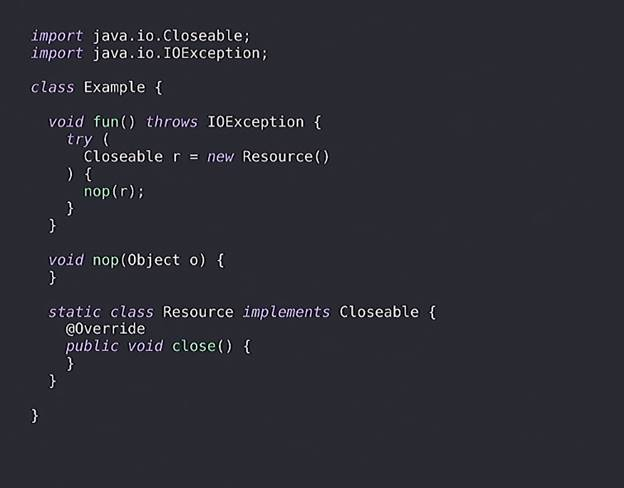 import java.io.Closeable;
import java.io.IOException;
class Example {
void fun() throws IOException {
try (
Closeable r = new Resource()
) {
nop(r);
}
}
void nop(Object o) {
}
static class Resource implements Closeable {
@Override
public void close() {
}
}
}